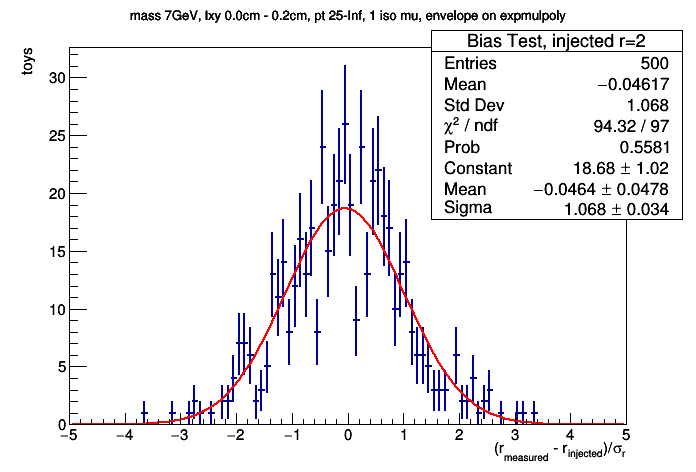 mass 7GeV, lxy 0.0cm - 0.2cm, pt 25-Inf, 1 iso mu, envelope on expmulpoly
Bias Test, injected r=2
Entries 500
Mean −0.04617
Std Dev 1.068
χ² / ndf 94.32 / 97
Prob 0.5581
Constant 18.68 ± 1.02
Mean −0.0464 ± 0.0478
Sigma 1.068 ± 0.034
toys
30
25
20
15
10
5
0
−5 −4 −3 −2 −1 0 1 2 3 4 5
(r_measured - r_injected)/σ_r